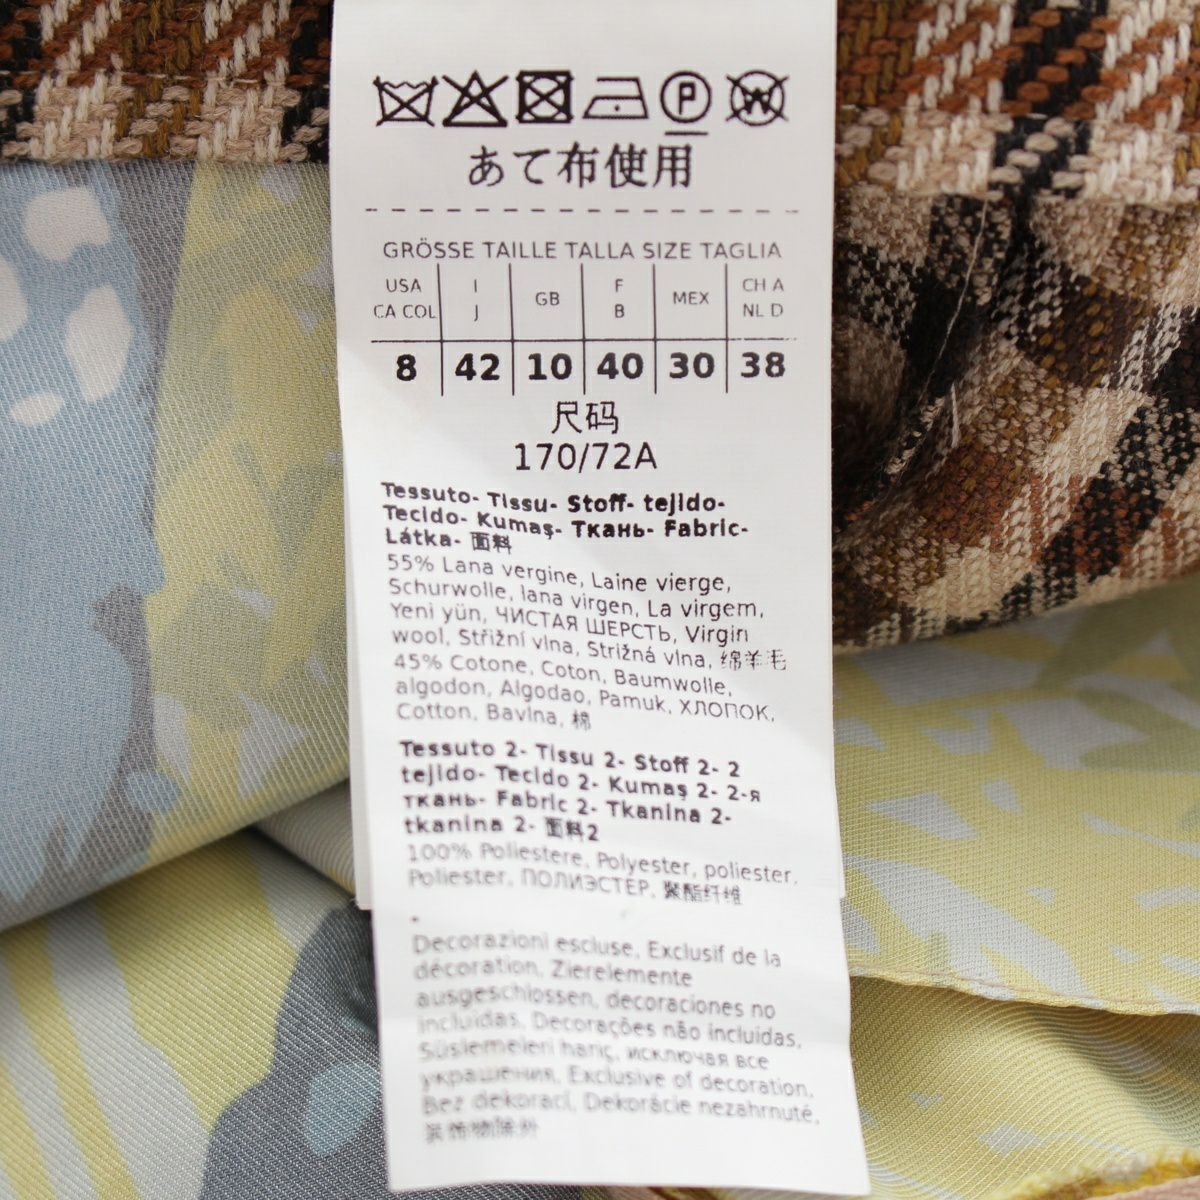 P W
あて布使用
GRÖSSE TAILLE TALLA SIZE TAGLIA
USA CA COL | I J | GB | F B | MEX | CH A NL D
8 | 42 | 10 | 40 | 30 | 38
尺码
170/72A
Tessuto- Tissu- Stoff- tejido-
Tecido- Kumaş- Ткань- Fabric-
Látka- 面料
55% Lana vergine, Laine vierge,
Schurwolle, lana virgen, La virgem,
Yeni yün, ЧИСТАЯ ШЕРСТЬ, Virgin
wool, Střižní vlna, Strižná vlna, 绵羊毛
45% Cotone, Coton, Baumwolle,
algodon, Algodao, Pamuk, ХЛОПОК,
Cotton, Bavlna, 棉
Tessuto 2- Tissu 2- Stoff 2- 2
tejido- Tecido 2- Kumaş 2- 2-я
ткань- Fabric 2- Tkanina 2-
tkanina 2- 面料2
100% Poliestere, Polyester, poliester,
Poliester, ПОЛИЭСТЕР, 聚酯纤维
.
Decorazioni escluse, Exclusif de la
décoration, Zierelemente
ausgeschlossen, decoraciones no
incluidas, Decorações não incluídas,
Süslemeleri hariç, исключая все
украшения, Exclusive of decoration,
Bez dekorací, Dekorácie nezahrnuté,
装饰物除外